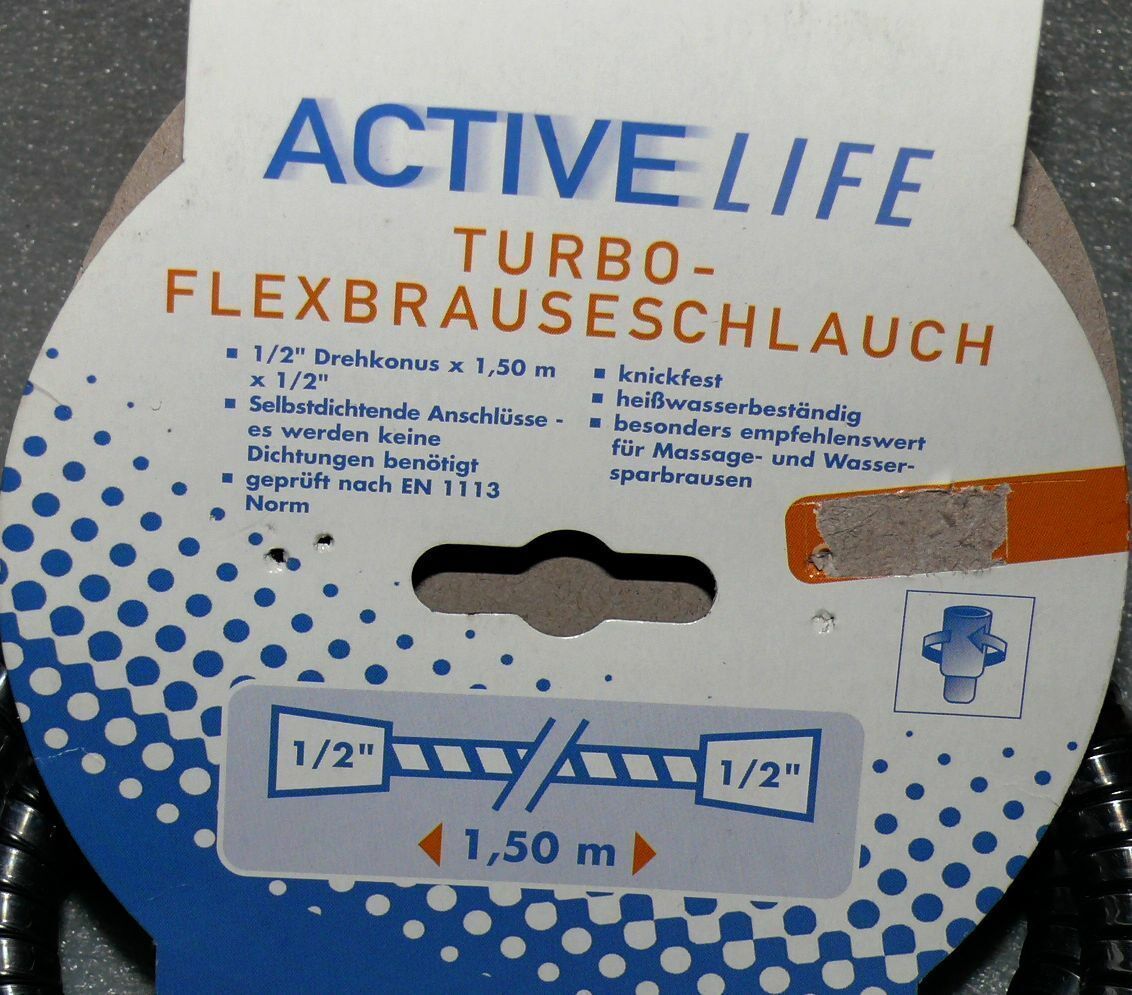 ACTIVE LIFE
TURBO-
FLEXBRAUSESCHLAUCH
1/2" Drehkonus x 1,50 m
x 1/2"
Selbstdichtende Anschlüsse -
es werden keine
Dichtungen benötigt
geprüft nach EN 1113
Norm
knickfest
heißwasserbeständig
besonders empfehlenswert
für Massage- und Wasser-
sparbrausen
1/2" 1/2"
1,50 m